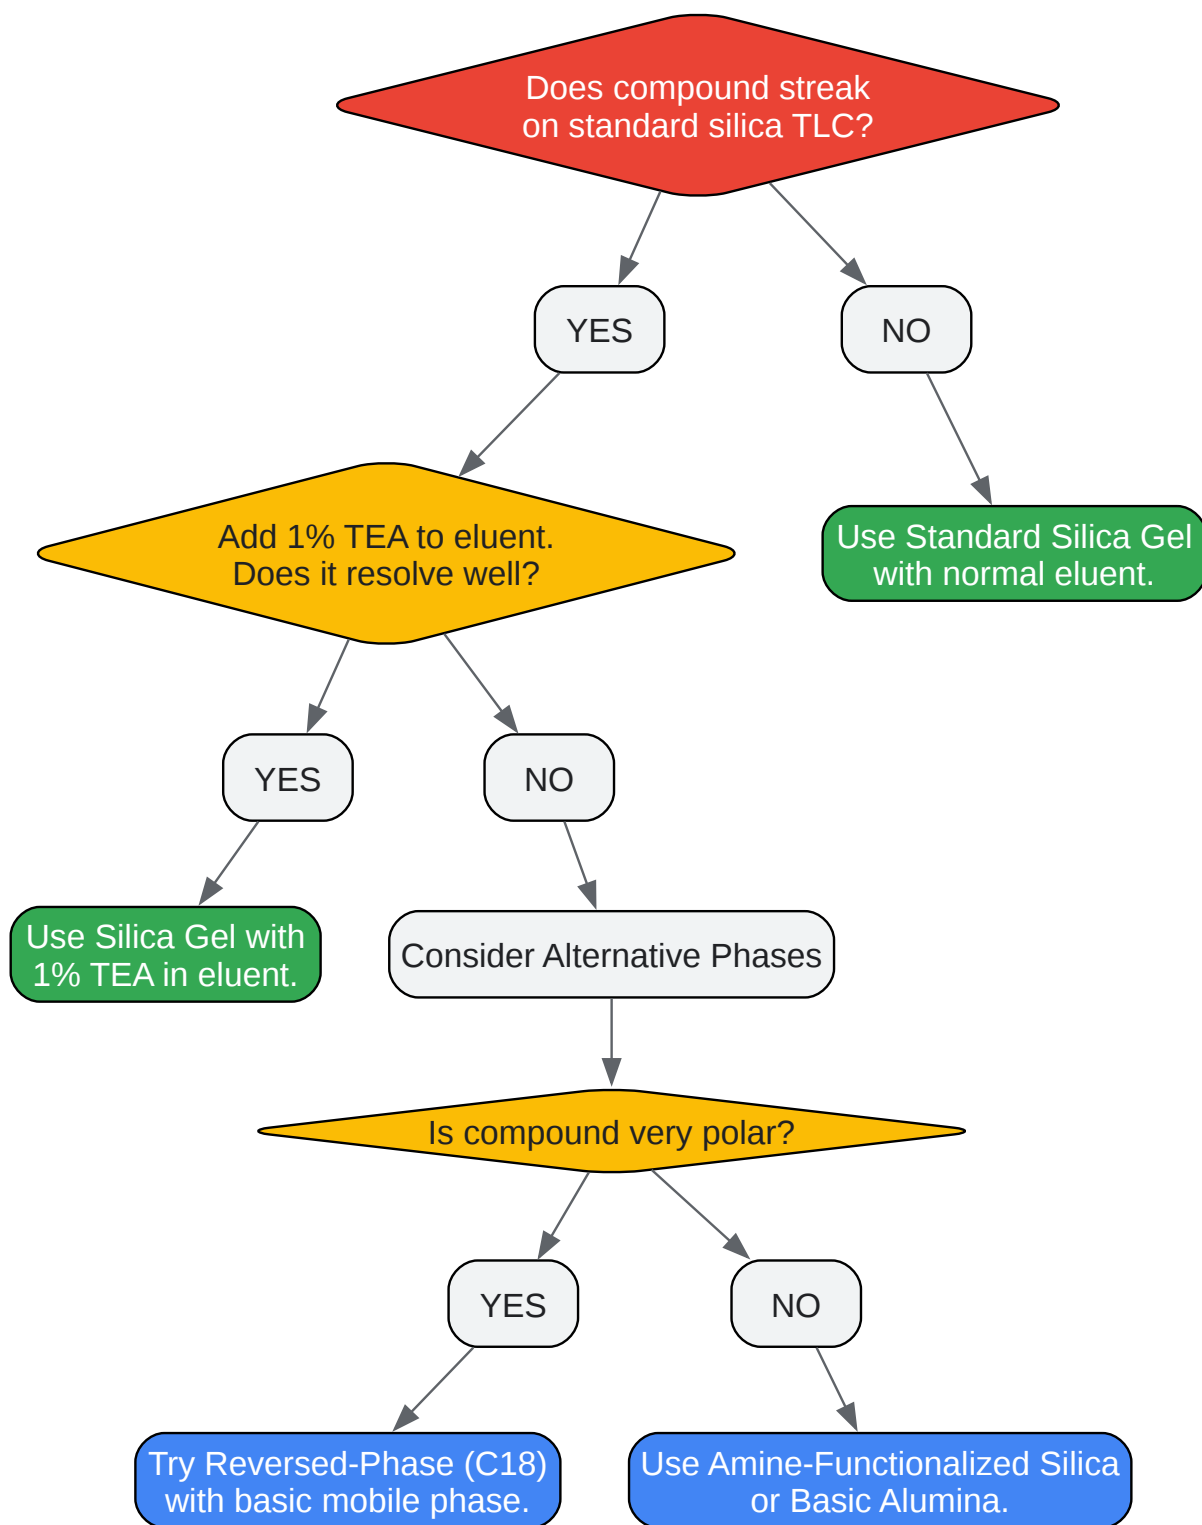 Does compound streak
on standard silica TLC?
YES
NO
Add 1% TEA to eluent.
Does it resolve well?
Use Standard Silica Gel
with normal eluent.
YES
NO
Use Silica Gel with
1% TEA in eluent.
Consider Alternative Phases
Is compound very polar?
YES
NO
Try Reversed-Phase (C18)
with basic mobile phase.
Use Amine-Functionalized Silica
or Basic Alumina.